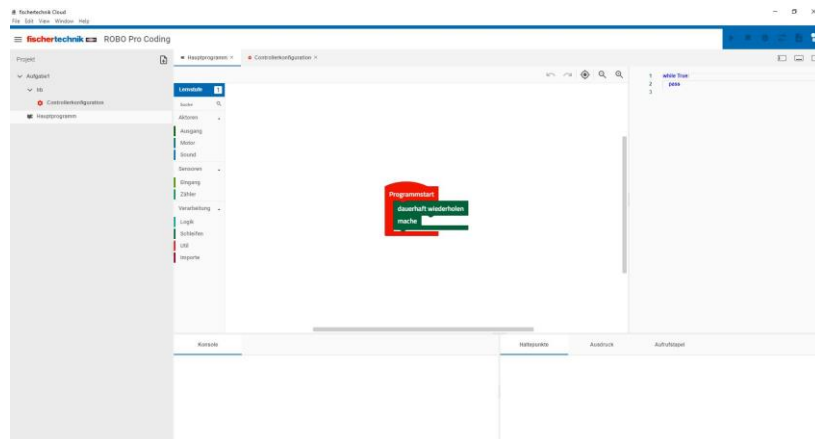 fischertechnik Cloud
File Edit View Window Help
fischertechnik ROBO Pro Coding
Projekt
Aufgabe1
lib
Controllerkonfiguration
Hauptprogramm
Hauptprogramm ×
Controllerkonfiguration ×
Lernstufe 1
Suche
Aktoren
Ausgang
Motor
Sound
Sensoren
Eingang
Zähler
Verarbeitung
Logik
Schleifen
Util
Importe
Programmstart
dauerhaft wiederholen
mache
1 while True:
2 pass
3
Konsole
Haltepunkte
Ausdruck
Aufrufstapel